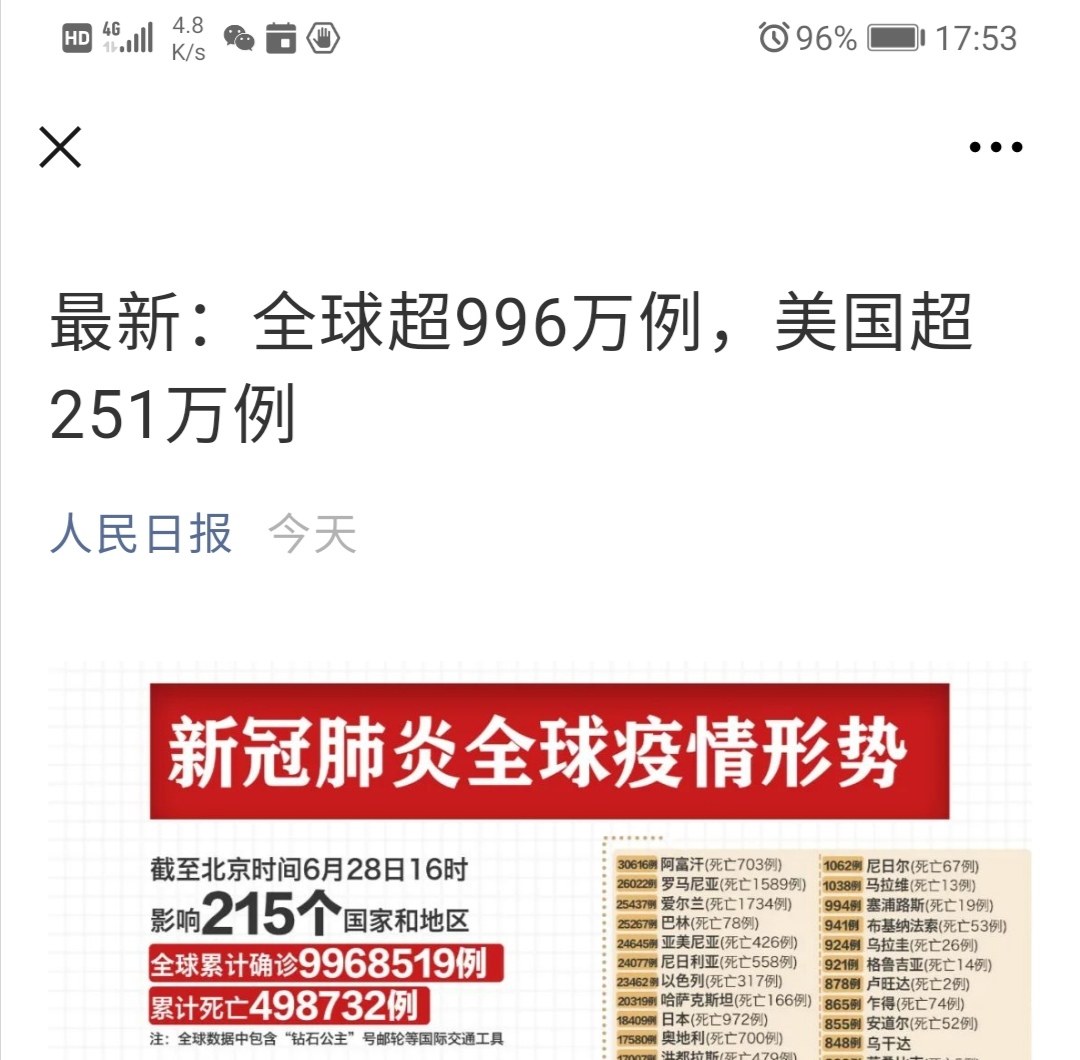 HD 4G 4.8 K/s 96% 17:53
最新：全球超996万例，美国超
251万例
人民日报 今天
新冠肺炎全球疫情形势
截至北京时间6月28日16时
影响215个国家和地区
全球累计确诊9968519例
累计死亡498732例
注：全球数据中包含“钻石公主”号邮轮等国际交通工具
30616例 阿富汗(死亡703例)
26022例 罗马尼亚(死亡1589例)
25437例 爱尔兰(死亡1734例)
25267例 巴林(死亡78例)
24645例 亚美尼亚(死亡426例)
24077例 尼日利亚(死亡558例)
23462例 以色列(死亡317例)
20319例 哈萨克斯坦(死亡166例)
18409例 日本(死亡972例)
17580例 奥地利(死亡700例)
洪都拉斯(死亡479例)
1062例 尼日尔(死亡67例)
1038例 马拉维(死亡13例)
994例 塞浦路斯(死亡19例)
941例 布基纳法索(死亡53例)
924例 乌拉圭(死亡26例)
921例 格鲁吉亚(死亡14例)
878例 卢旺达(死亡2例)
865例 乍得(死亡74例)
855例 安道尔(死亡52例)
848例 乌干达